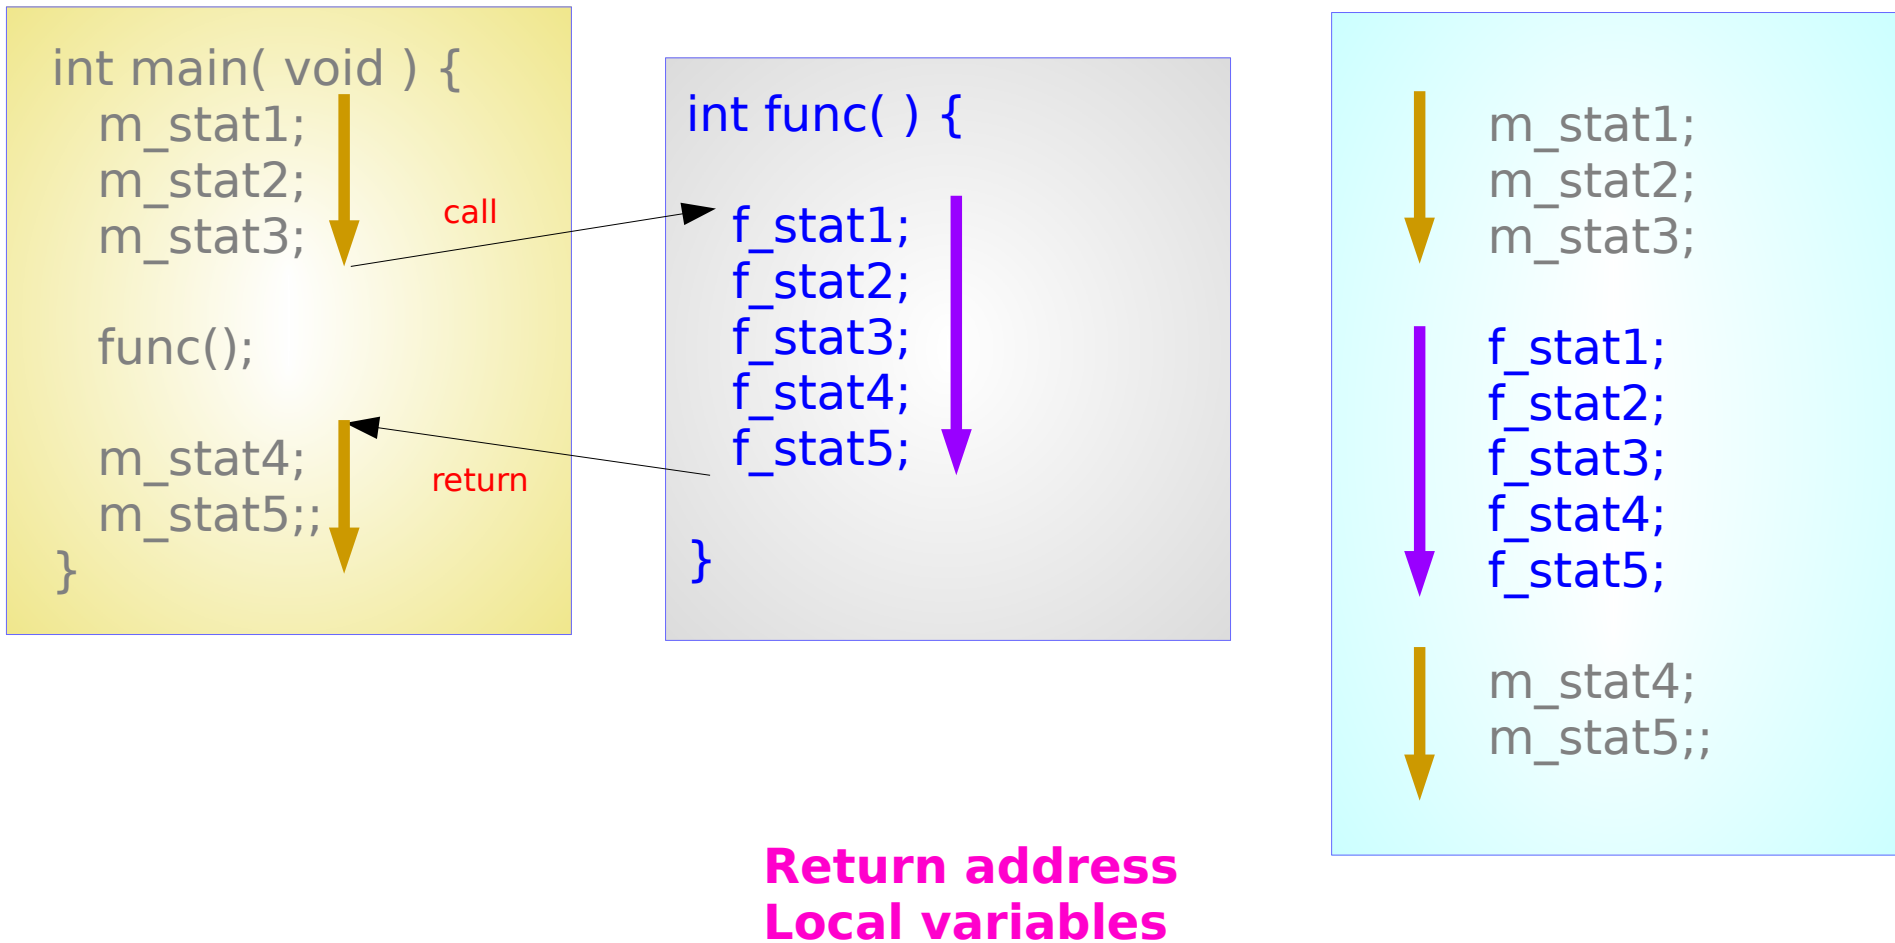 int main( void ) {
m_stat1;
m_stat2;
m_stat3;
func();
m_stat4;
m_stat5;;
}
call
return
int func( ) {
f_stat1;
f_stat2;
f_stat3;
f_stat4;
f_stat5;
}
m_stat1;
m_stat2;
m_stat3;
f_stat1;
f_stat2;
f_stat3;
f_stat4;
f_stat5;
m_stat4;
m_stat5;;
Return address
Local variables